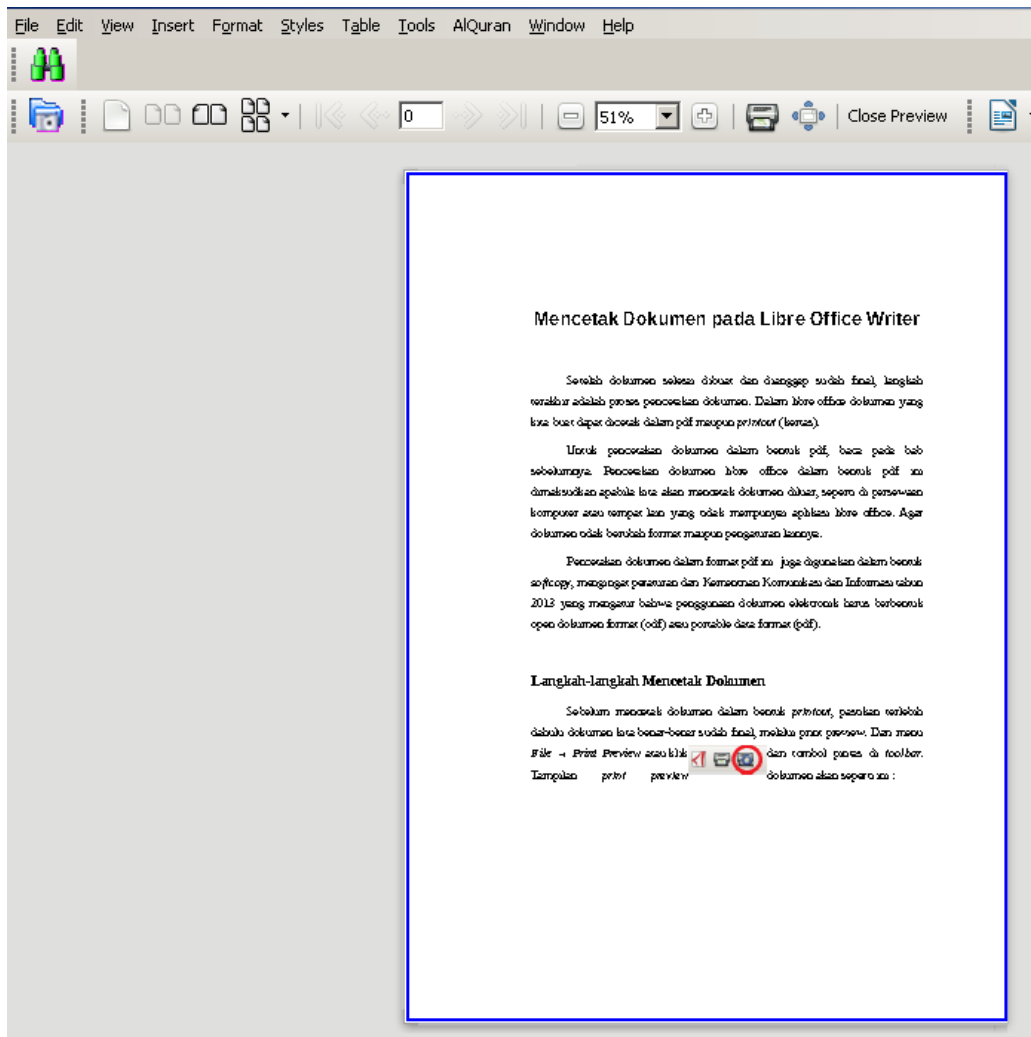 File Edit View Insert Format Styles Table Tools AlQuran Window Help
0 51% Close Preview
Mencetak Dokumen pada Libre Office Writer
Setelah dokumen selesai dibuat dan dianggap sudah final, langkah
terakhir adalah proses pencetakan dokumen. Dalam libre office dokumen yang
kita buat dapat dicetak dalam pdf maupun printout (kertas).
Untuk pencetakan dokumen dalam bentuk pdf, baca pada bab
sebelumnya. Pencetakan dokumen libre office dalam bentuk pdf ini
dimaksudkan apabila kita akan mencetak dokumen diluar, seperti di persewaan
komputer atau tempat lain yang tidak mempunyai aplikasi libre office. Agar
dokumen tidak berubah format maupun pengaturan lainnya.
Pencetakan dokumen dalam format pdf ini juga digunakan dalam bentuk
softcopy, mengingat peraturan dari Kementrian Komunikasi dan Informasi tahun
2013 yang mengatur bahwa penggunaan dokumen elektronik harus berbentuk
open dokumen format (odf) atau portable data format (pdf).
Langkah-langkah Mencetak Dokumen
Sebelum mencetak dokumen dalam bentuk printout, pastikan terlebih
dahulu dokumen kita benar-benar sudah final, melalui print preview. Dari menu
File → Print Preview atau klik dari tombol pintas di toolbar.
Tampilan print preview dokumen akan seperti ini :